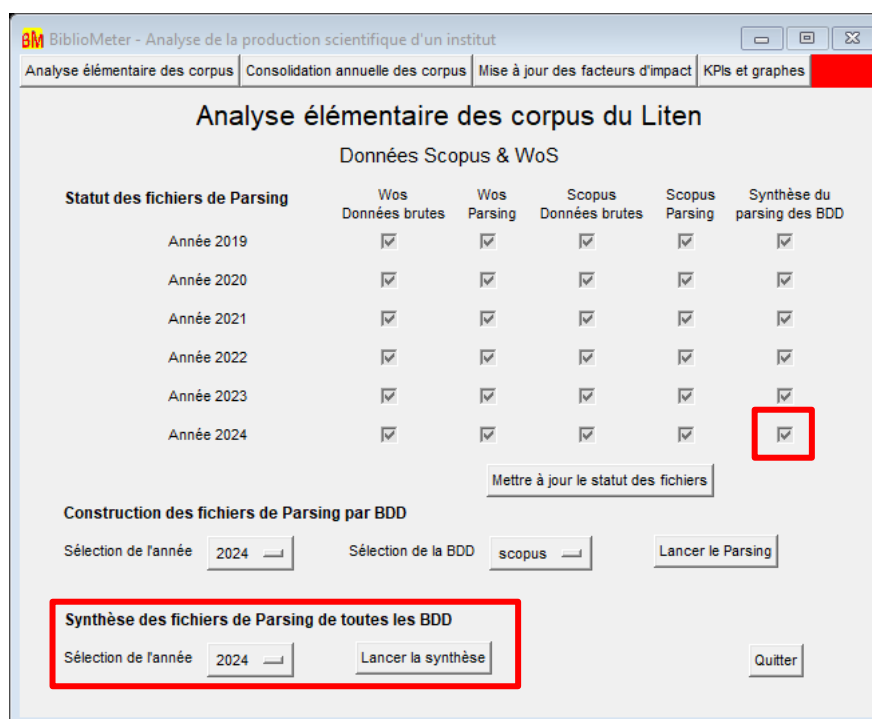 BM BiblioMeter - Analyse de la production scientifique d'un institut
Analyse élémentaire des corpus Consolidation annuelle des corpus Mise à jour des facteurs d'impact KPIs et graphes
Analyse élémentaire des corpus du Liten
Données Scopus & WoS
Statut des fichiers de Parsing Wos Données brutes Wos Parsing Scopus Données brutes Scopus Parsing Synthèse du parsing des BDD
Année 2019
Année 2020
Année 2021
Année 2022
Année 2023
Année 2024
Mettre à jour le statut des fichiers
Construction des fichiers de Parsing par BDD
Sélection de l'année 2024 Sélection de la BDD scopus Lancer le Parsing
Synthèse des fichiers de Parsing de toutes les BDD
Sélection de l'année 2024 Lancer la synthèse Quitter